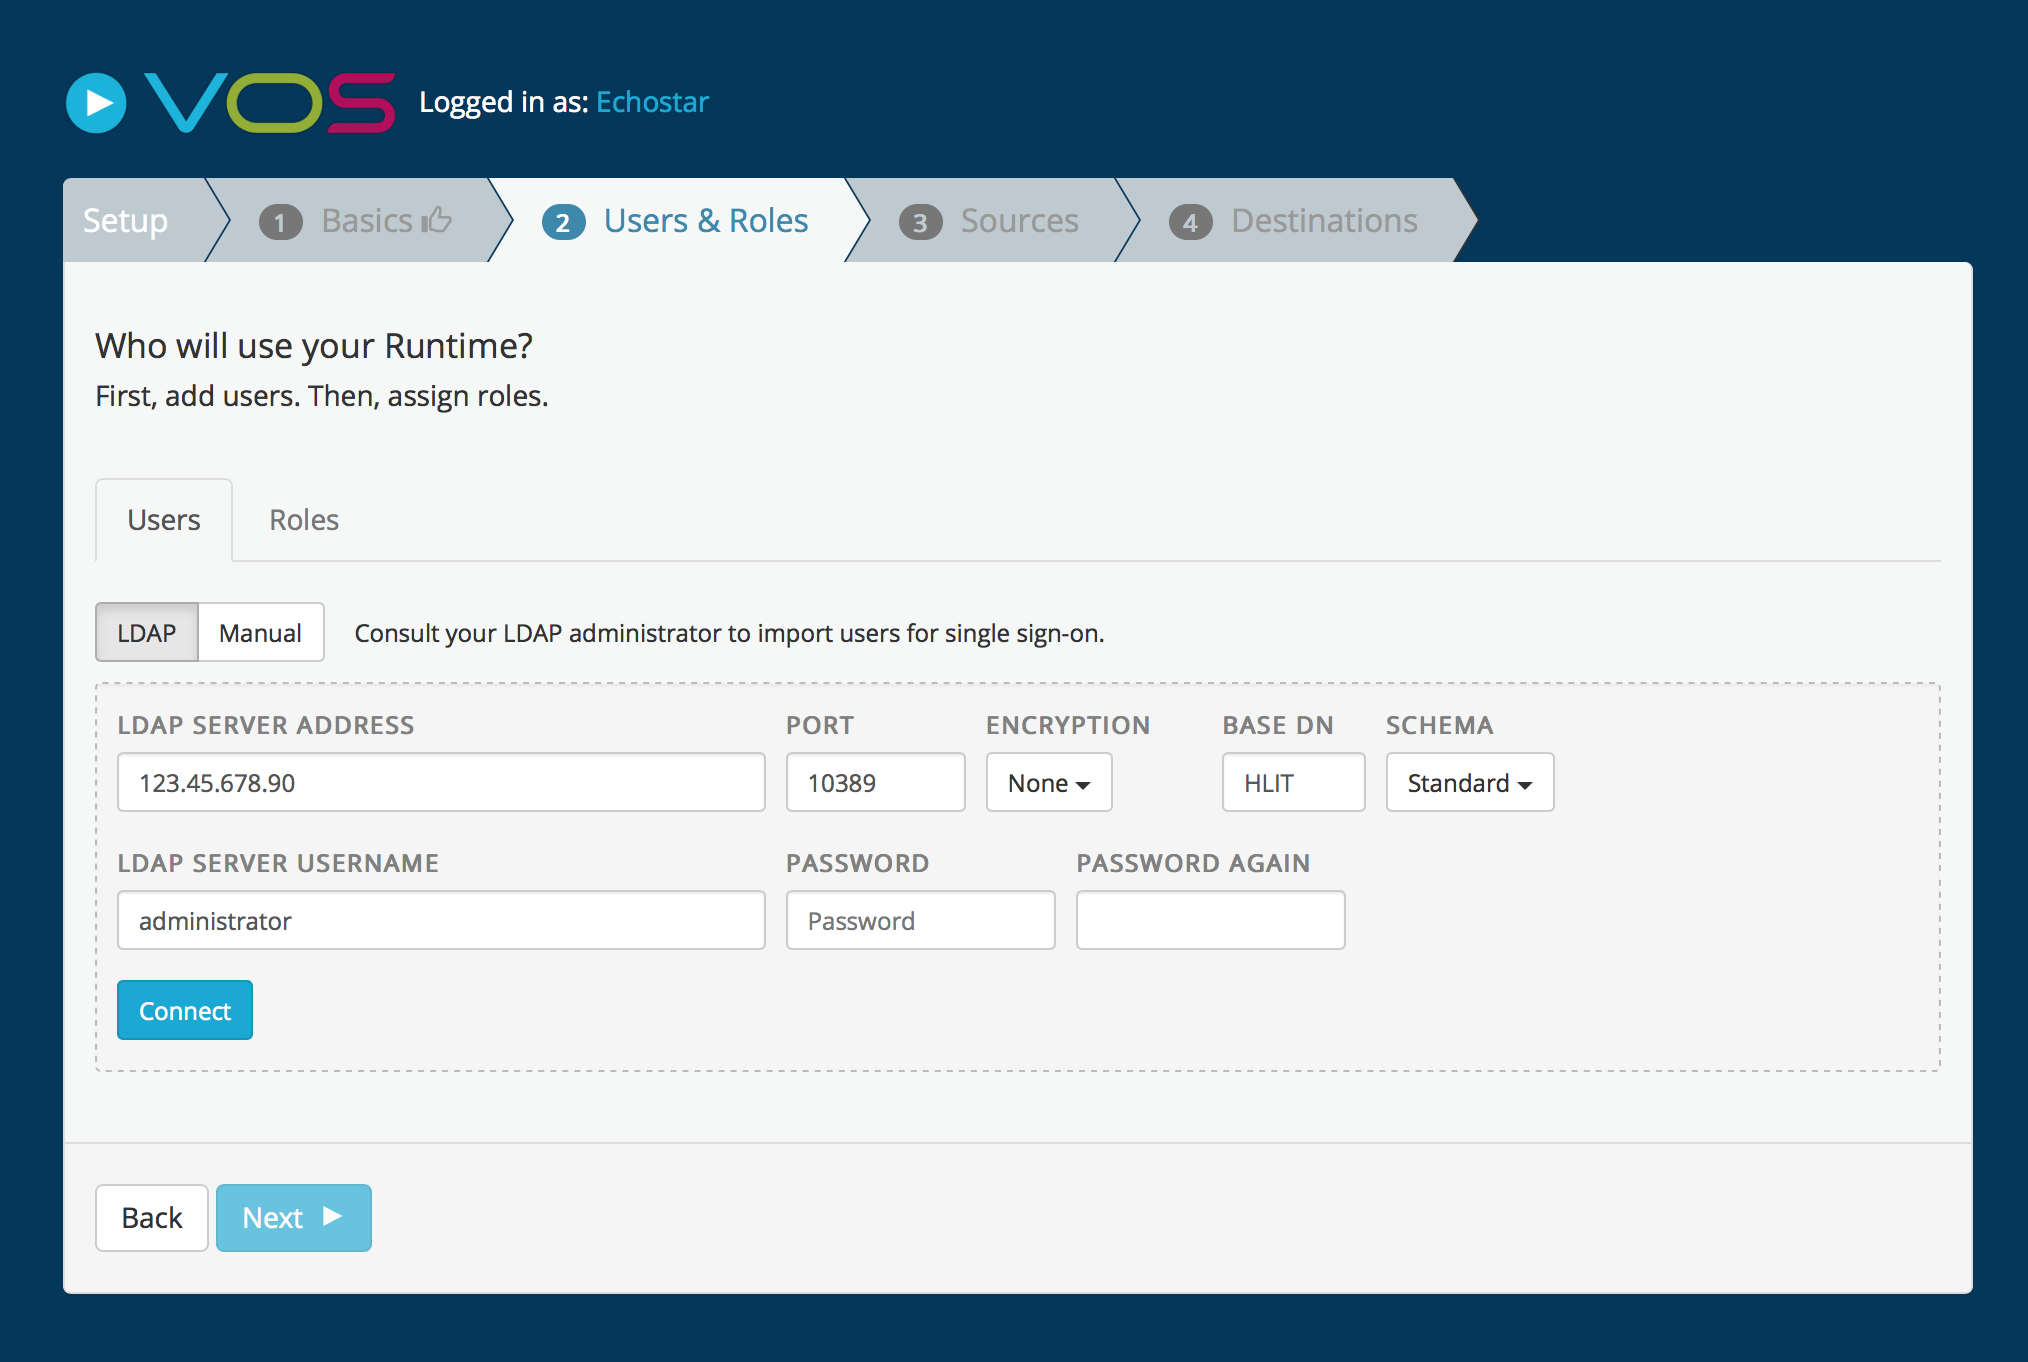 VOS Logged in as: Echostar
Setup 1 Basics 2 Users & Roles 3 Sources 4 Destinations
Who will use your Runtime?
First, add users. Then, assign roles.
Users Roles
LDAP Manual Consult your LDAP administrator to import users for single sign-on.
LDAP SERVER ADDRESS PORT ENCRYPTION BASE DN SCHEMA
123.45.678.90 10389 None HLIT Standard
LDAP SERVER USERNAME PASSWORD PASSWORD AGAIN
administrator Password
Connect
Back Next